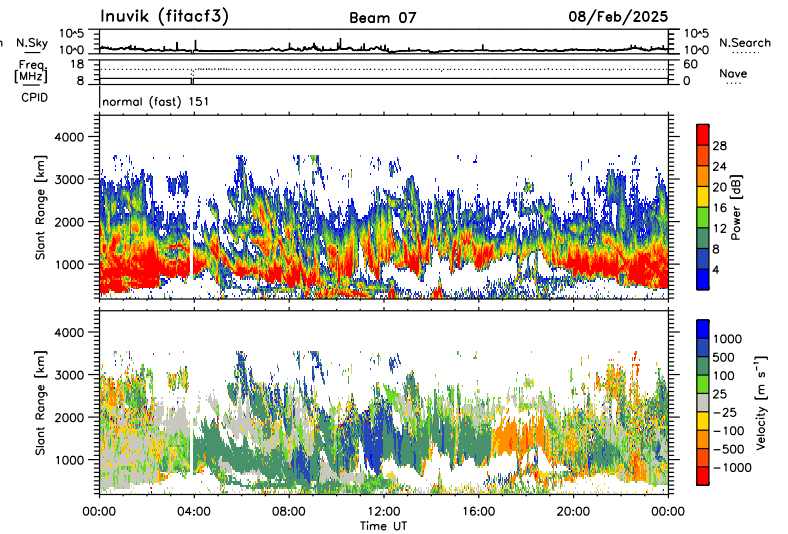 Inuvik (fitacf3) Beam 07 08/Feb/2025
n N.Sky 10^5 10^0 10^5 10^0 N.Search
Freq. [MHz] 18 8 60 0 Nave
CPID normal (fast) 151
4000
3000
2000
1000
Slant Range [km]
28
24
20
16
12
8
4
Power [dB]
4000
3000
2000
1000
Slant Range [km]
1000
500
100
25
-25
-100
-500
-1000
Velocity [m s^-1]
00:00 04:00 08:00 12:00 16:00 20:00 00:00
Time UT